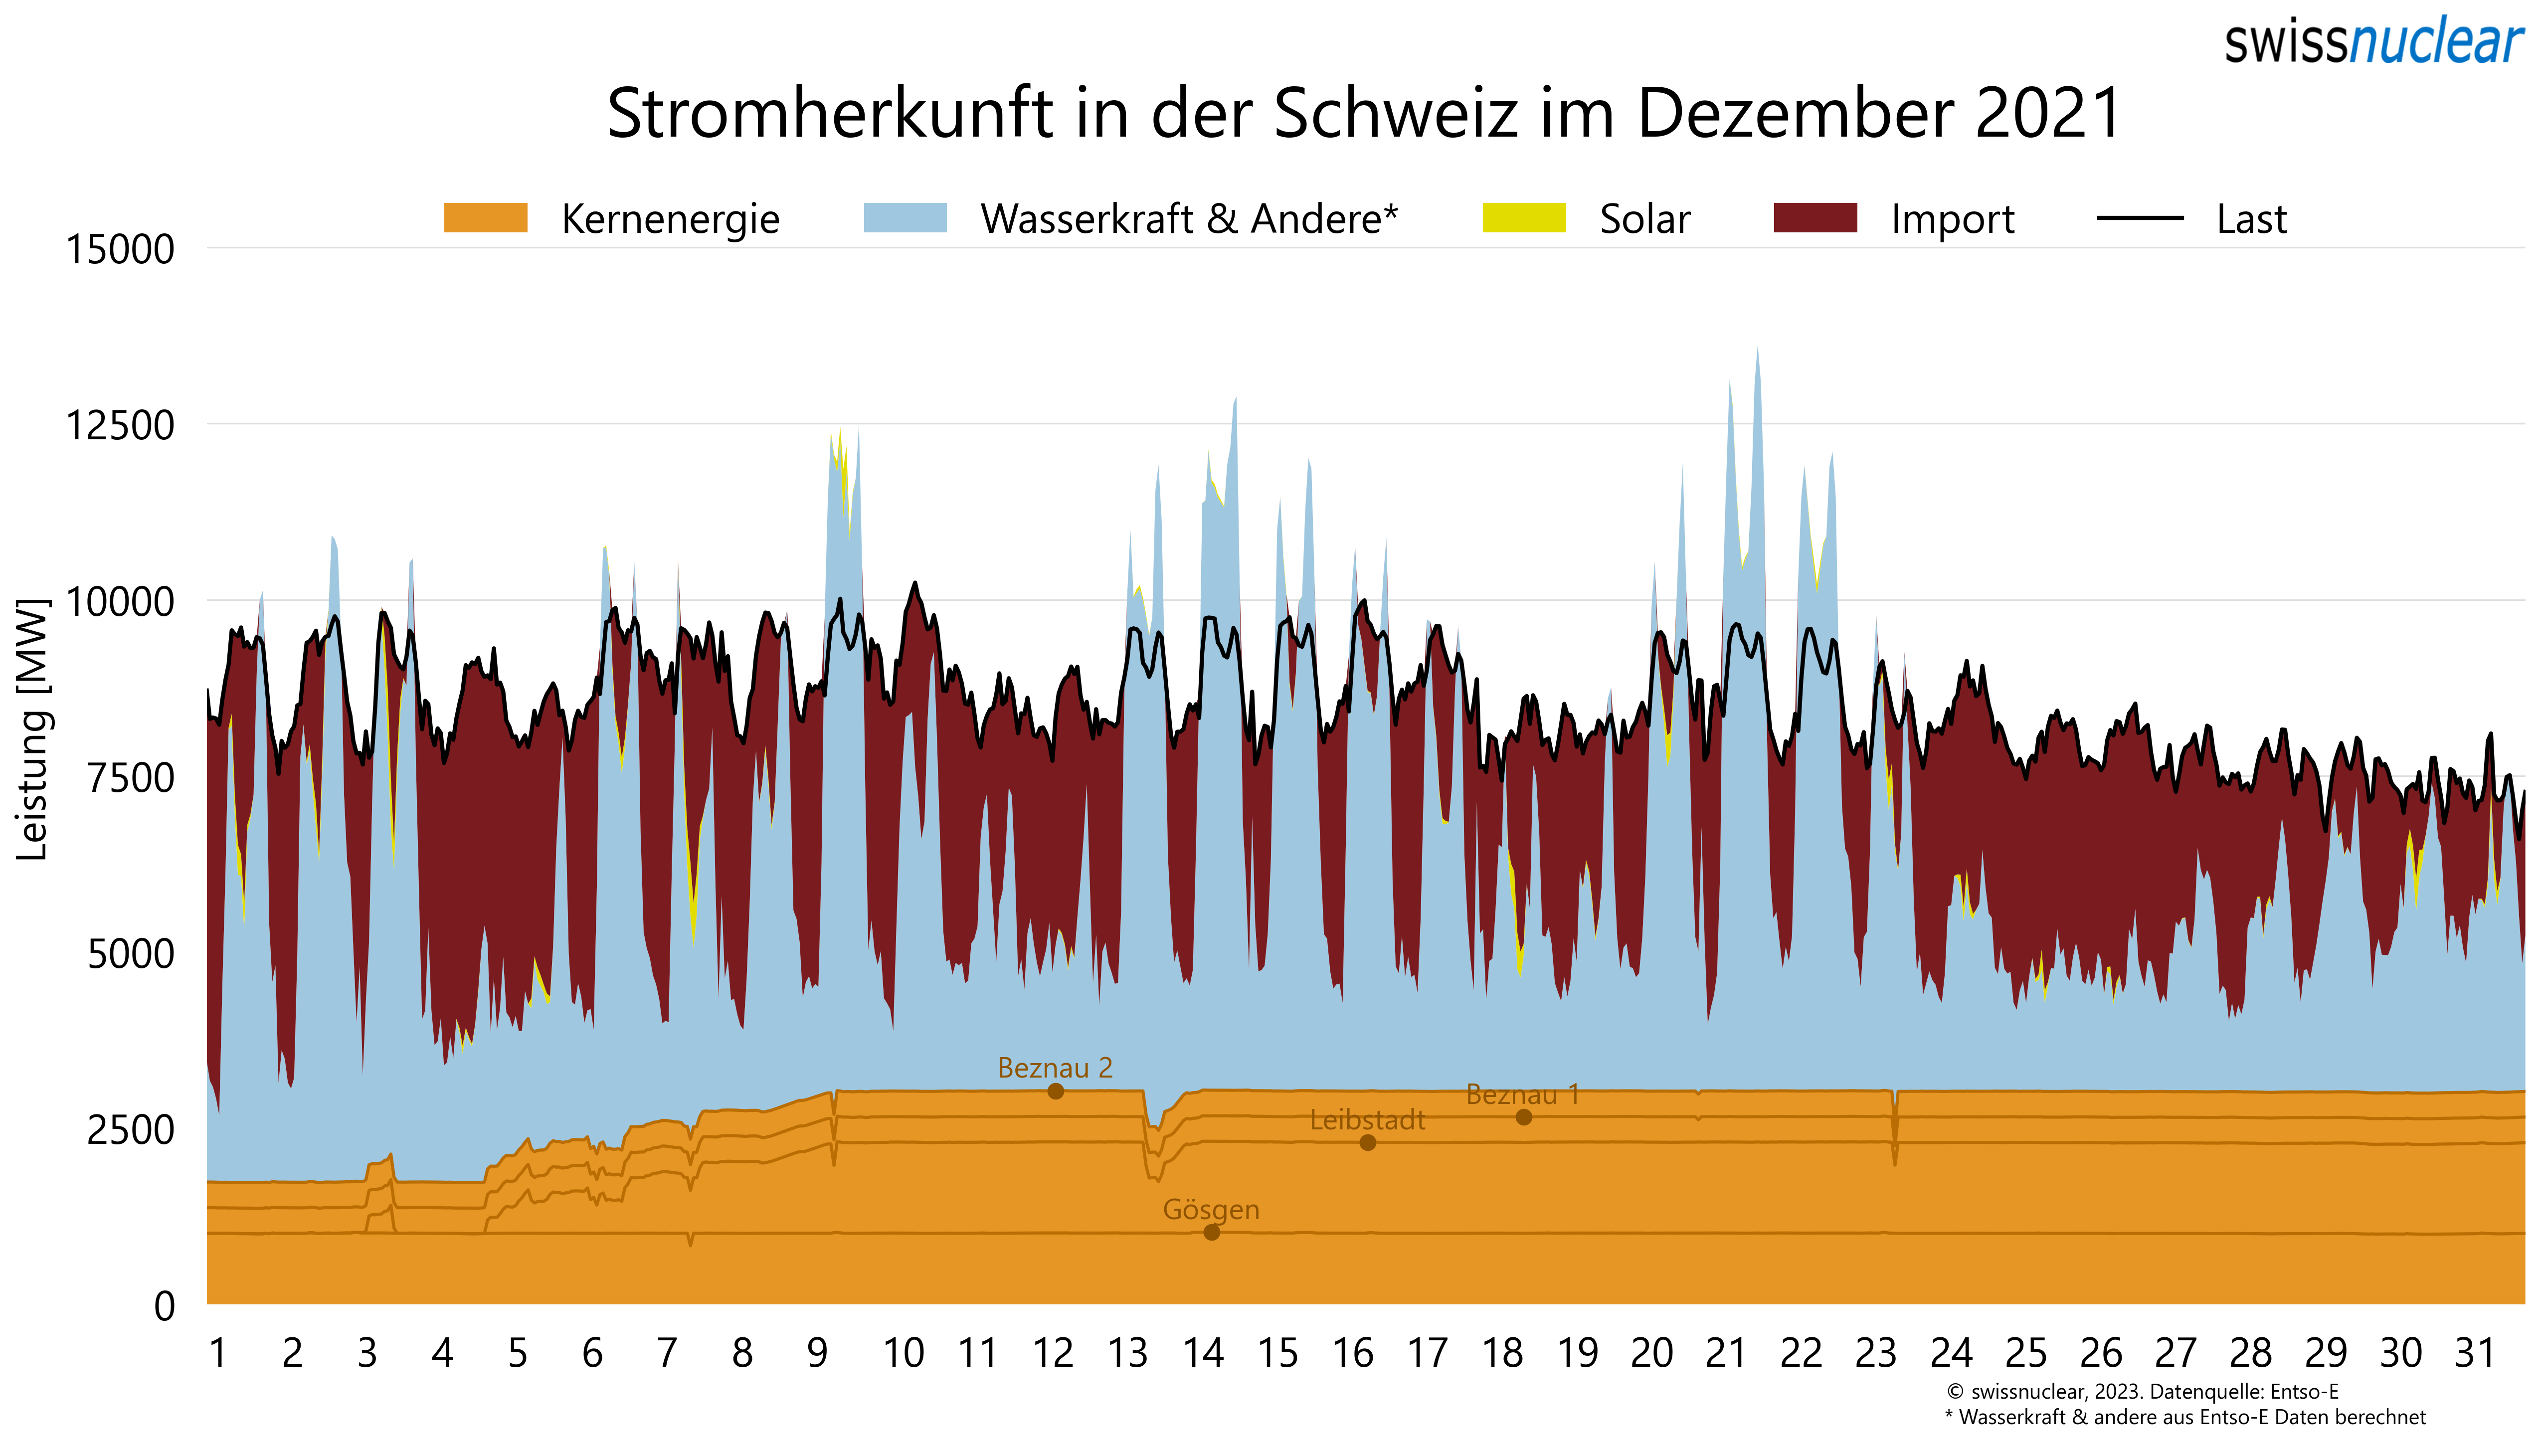 swissnuclear
Stromherkunft in der Schweiz im Dezember 2021
Kernenergie Wasserkraft & Andere* Solar Import Last
15000
12500
10000
7500
5000
2500
0
Leistung [MW]
Beznau 2
Beznau 1
Leibstadt
Gösgen
1 2 3 4 5 6 7 8 9 10 11 12 13 14 15 16 17 18 19 20 21 22 23 24 25 26 27 28 29 30 31
© swissnuclear, 2023. Datenquelle: Entso-E
* Wasserkraft & andere aus Entso-E Daten berechnet